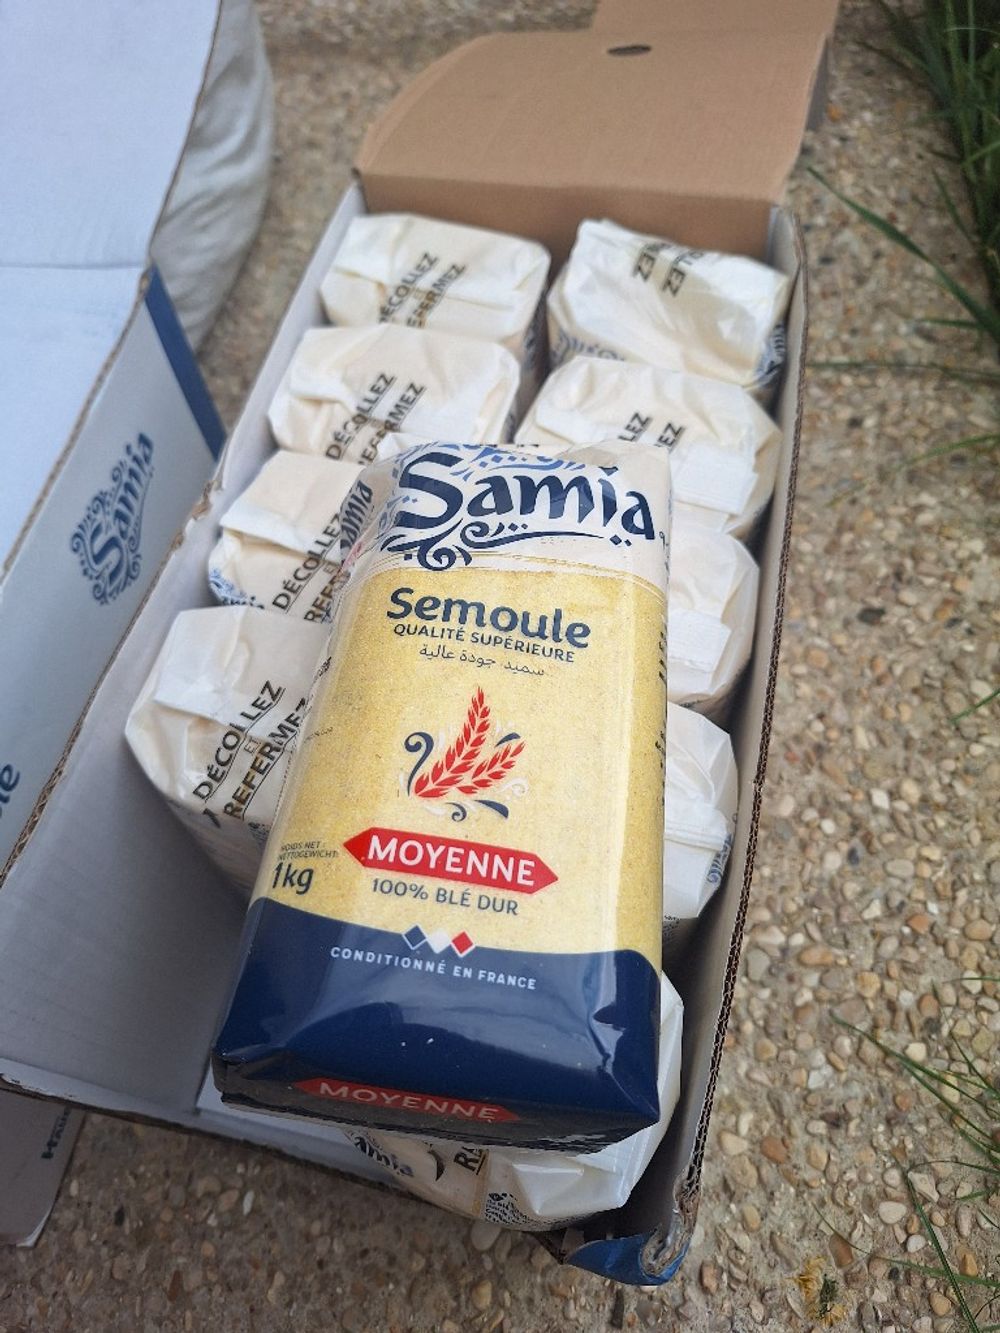 DÉCOLLEZ
REFERMEZ
DÉCOLLEZ
REFERMEZ
DÉCOLLEZ
Samia
DÉCOLLEZ
REFERMEZ
Samia
Samia
Semoule
QUALITÉ SUPÉRIEURE
سميد جودة عالية
MOYENNE
100% BLÉ DUR
POIDS NET :
NETTOGEWICHT:
1kg
CONDITIONNÉ EN FRANCE
MOYENNE